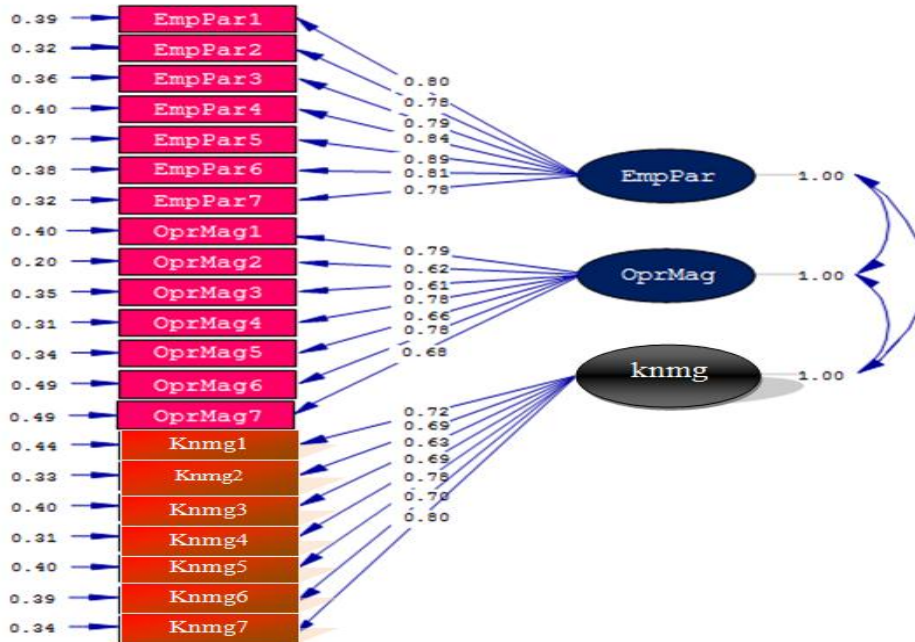 0.39 EmpPar1
0.32 EmpPar2
0.36 EmpPar3
0.40 EmpPar4
0.37 EmpPar5
0.38 EmpPar6
0.32 EmpPar7
0.40 OprMag1
0.20 OprMag2
0.35 OprMag3
0.31 OprMag4
0.34 OprMag5
0.49 OprMag6
0.49 OprMag7
0.44 Knmg1
0.33 Knmg2
0.40 Knmg3
0.31 Knmg4
0.40 Knmg5
0.39 Knmg6
0.34 Knmg7
0.80
0.78
0.79
0.84
0.89
0.81
0.78
0.79
0.62
0.61
0.78
0.66
0.78
0.68
0.72
0.69
0.63
0.69
0.78
0.70
0.80
EmpPar 1.00
OprMag 1.00
knmg 1.00